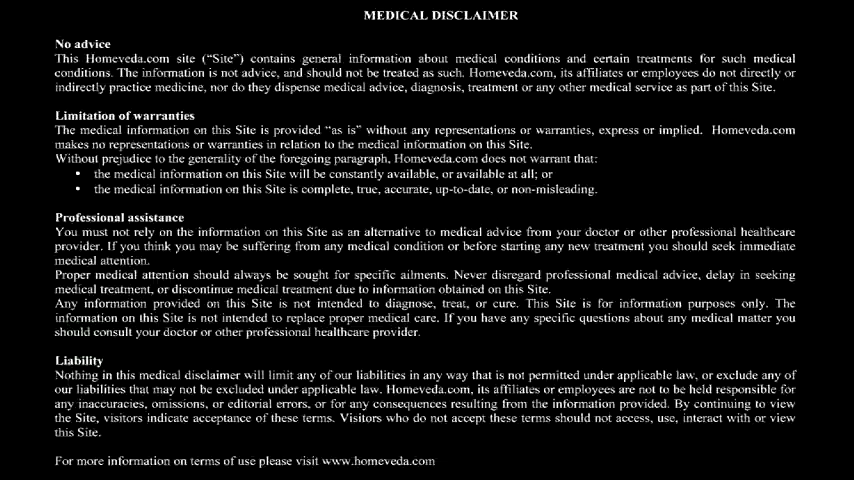 MEDICAL DISCLAIMER
No advice
This Homeveda.com site (“Site”) contains general information about medical conditions and certain treatments for such medical
conditions. The information is not advice, and should not be treated as such. Homeveda.com, its affiliates or employees do not directly or
indirectly practice medicine, nor do they dispense medical advice, diagnosis, treatment or any other medical service as part of this Site.
Limitation of warranties
The medical information on this Site is provided “as is” without any representations or warranties, express or implied. Homeveda.com
makes no representations or warranties in relation to the medical information on this Site.
Without prejudice to the generality of the foregoing paragraph, Homeveda.com does not warrant that:
• the medical information on this Site will be constantly available, or available at all; or
• the medical information on this Site is complete, true, accurate, up-to-date, or non-misleading.
Professional assistance
You must not rely on the information on this Site as an alternative to medical advice from your doctor or other professional healthcare
provider. If you think you may be suffering from any medical condition or before starting any new treatment you should seek immediate
medical attention.
Proper medical attention should always be sought for specific ailments. Never disregard professional medical advice, delay in seeking
medical treatment, or discontinue medical treatment due to information obtained on this Site.
Any information provided on this Site is not intended to diagnose, treat, or cure. This Site is for information purposes only. The
information on this Site is not intended to replace proper medical care. If you have any specific questions about any medical matter you
should consult your doctor or other professional healthcare provider.
Liability
Nothing in this medical disclaimer will limit any of our liabilities in any way that is not permitted under applicable law, or exclude any of
our liabilities that may not be excluded under applicable law. Homeveda.com, its affiliates or employees are not to be held responsible for
any inaccuracies, omissions, or editorial errors, or for any consequences resulting from the information provided. By continuing to view
the Site, visitors indicate acceptance of these terms. Visitors who do not accept these terms should not access, use, interact with or view
this Site.
For more information on terms of use please visit www.homeveda.com